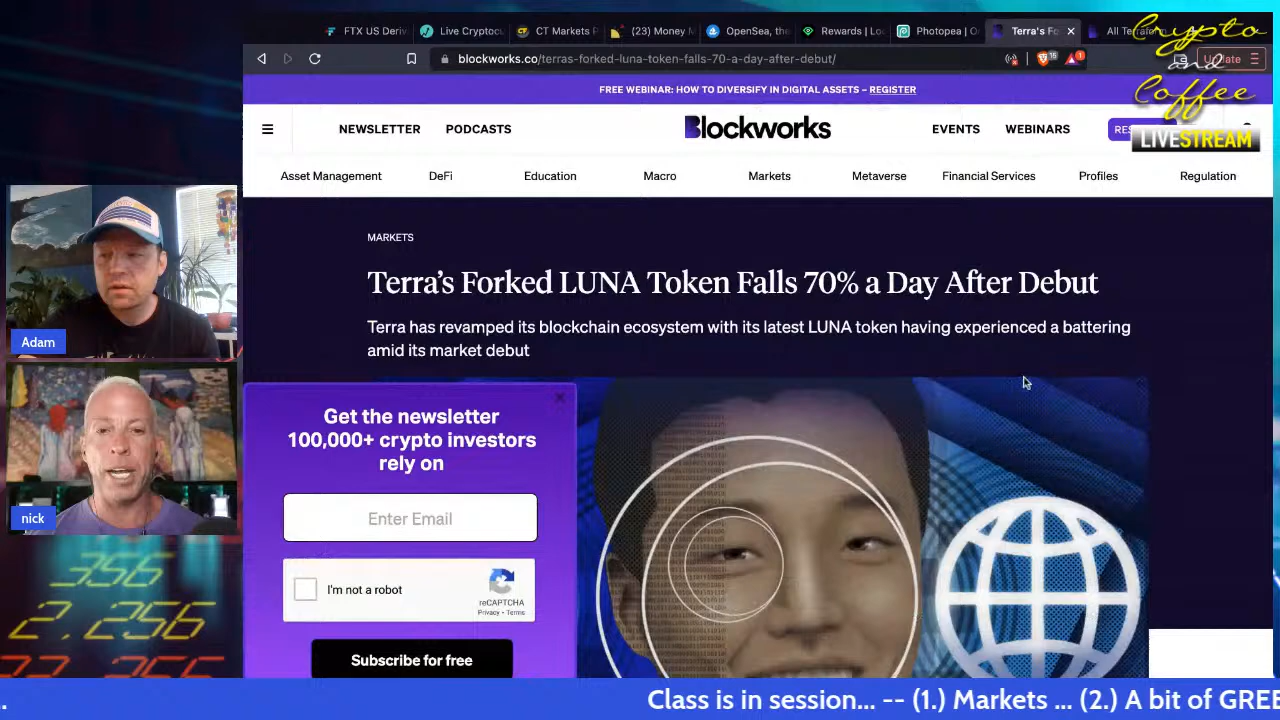 FTX US Deriv
Live Cryptocu
CT Markets P
(23) Money M
OpenSea, the
Rewards | Lo
Photopea | O
Terra's Fo
All Terraform
blockworks.co/terras-forked-luna-token-falls-70-a-day-after-debut/
15
1
Update
Crypto
and
Coffee
LIVESTREAM
FREE WEBINAR: HOW TO DIVERSIFY IN DIGITAL ASSETS – REGISTER
NEWSLETTER
PODCASTS
Blockworks
EVENTS
WEBINARS
Asset Management
DeFi
Education
Macro
Markets
Metaverse
Financial Services
Profiles
Regulation
MARKETS
Terra's Forked LUNA Token Falls 70% a Day After Debut
Terra has revamped its blockchain ecosystem with its latest LUNA token having experienced a battering
amid its market debut
Adam
nick
Get the newsletter
100,000+ crypto investors
rely on
Enter Email
I'm not a robot
reCAPTCHA
Privacy - Terms
Subscribe for free
356
2.256
.. Class is in session... -- (1.) Markets ... (2.) A bit of GREE